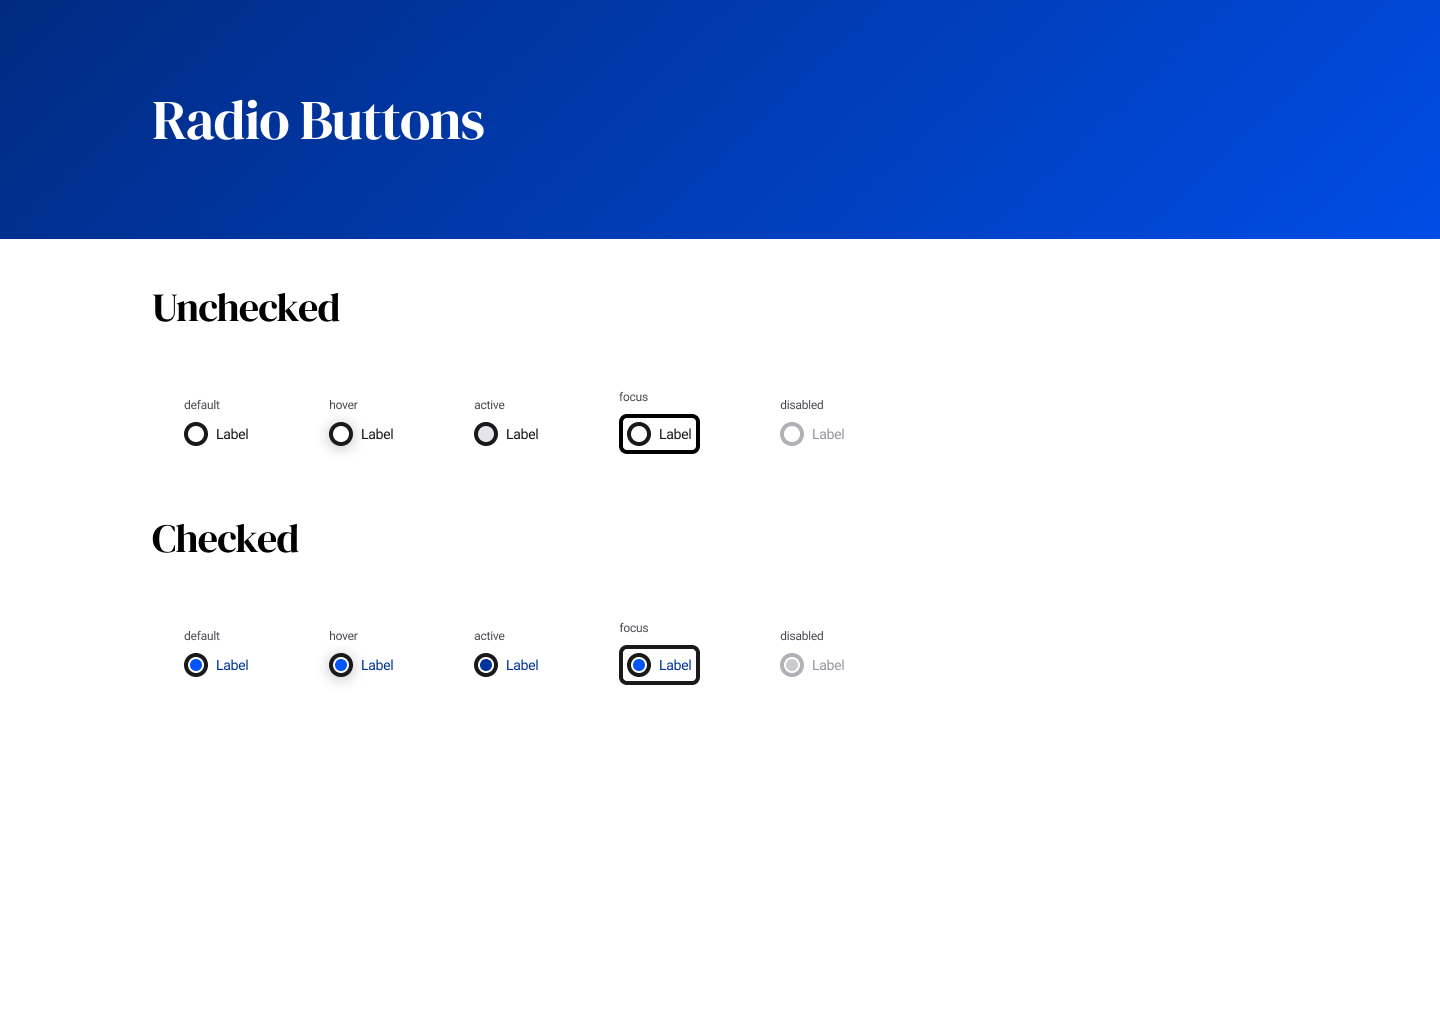 Radio Buttons
Unchecked
default hover active focus disabled
Label Label Label Label Label
Checked
default hover active focus disabled
Label Label Label Label Label